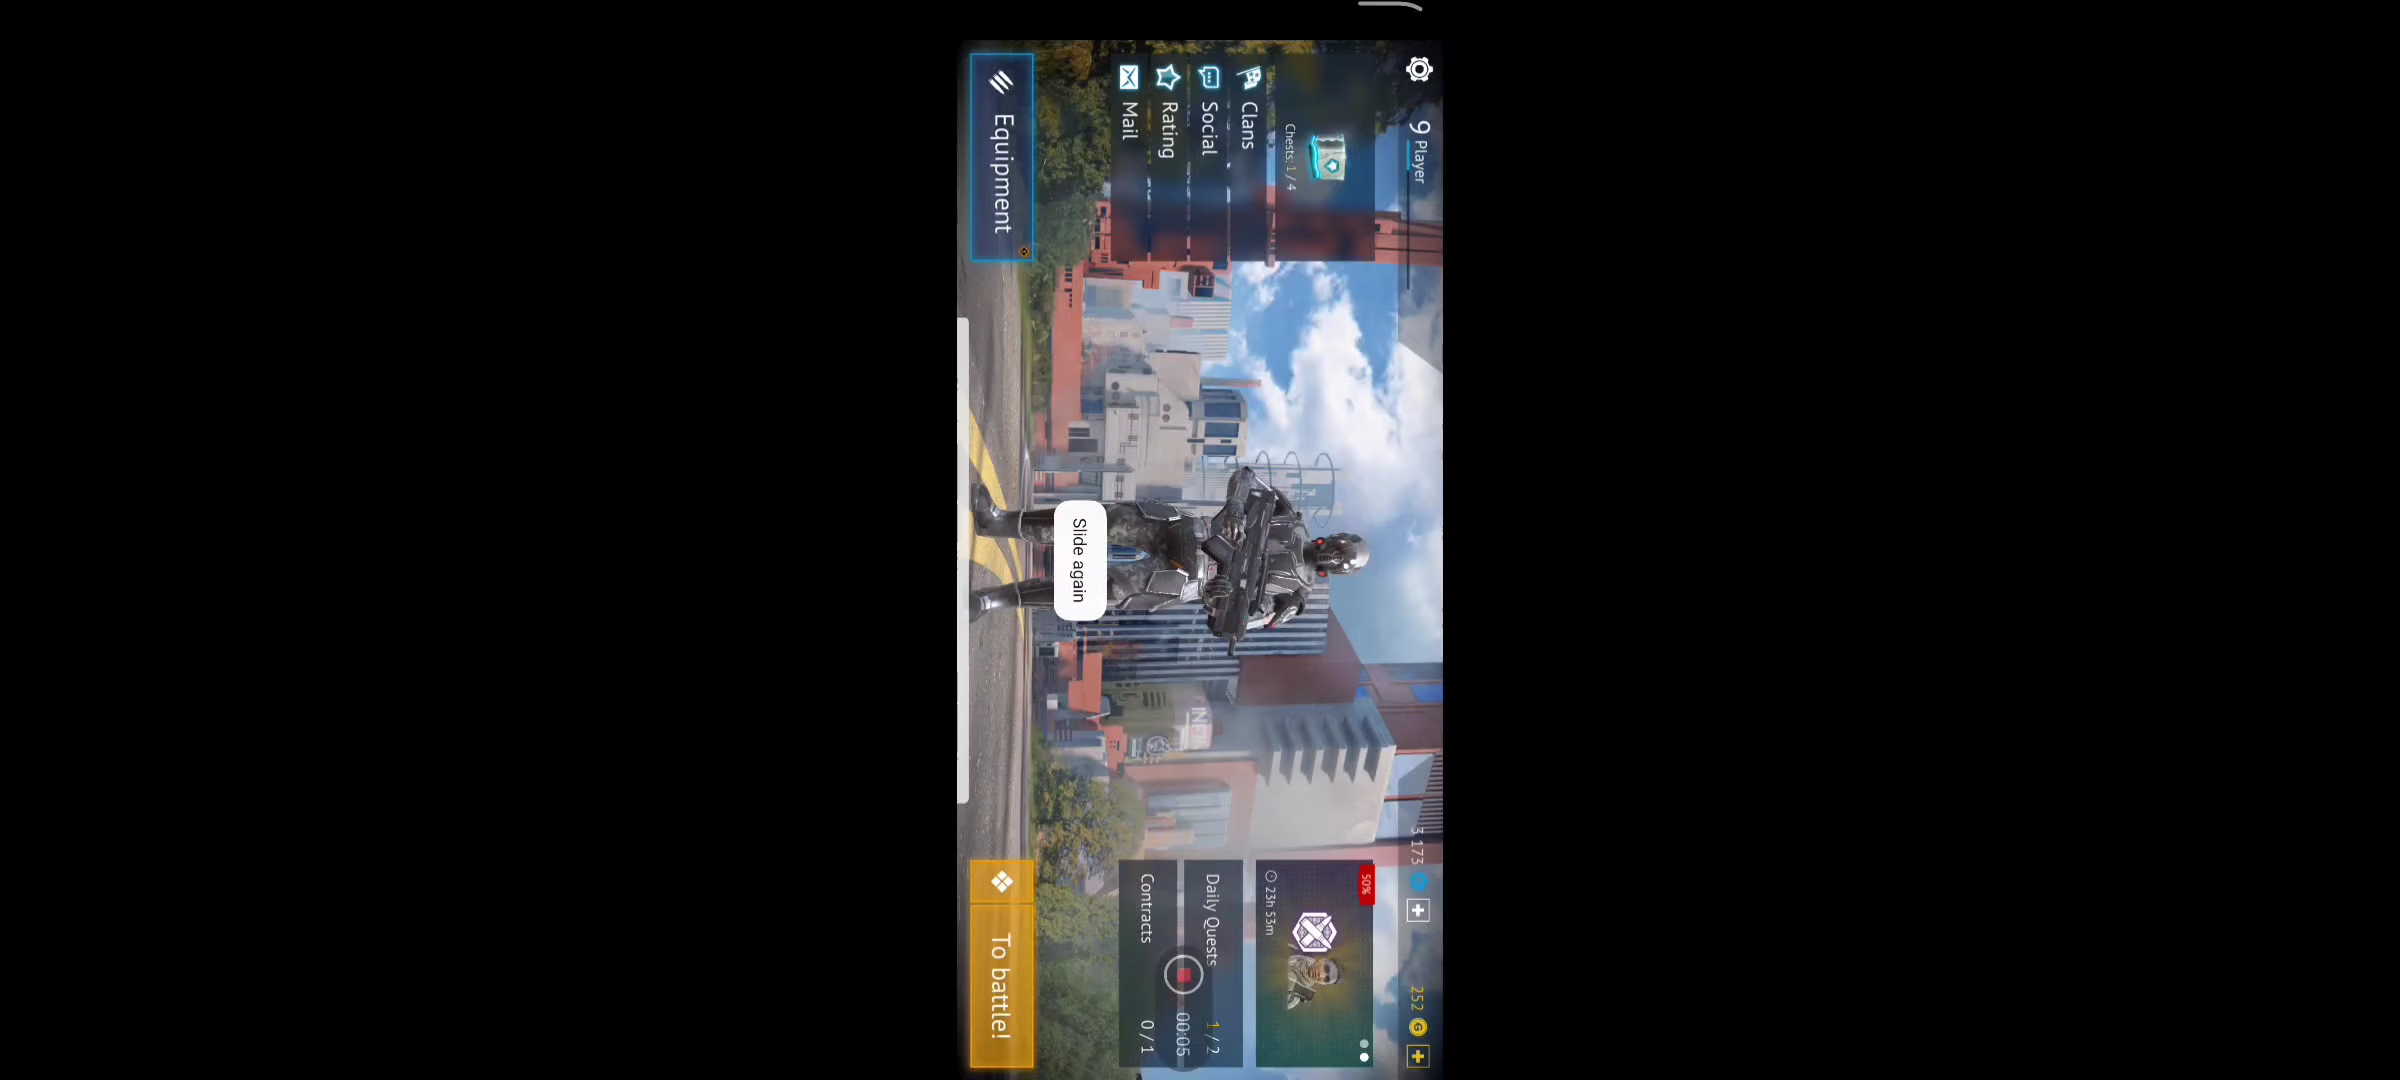 9 Player
3 173
252
Chests: 1 / 4
Clans
Social
Rating
Mail
Equipment
50%
23h 53m
Daily Quests
1 / 2
00:05
Contracts
0 / 1
Slide again
To battle!